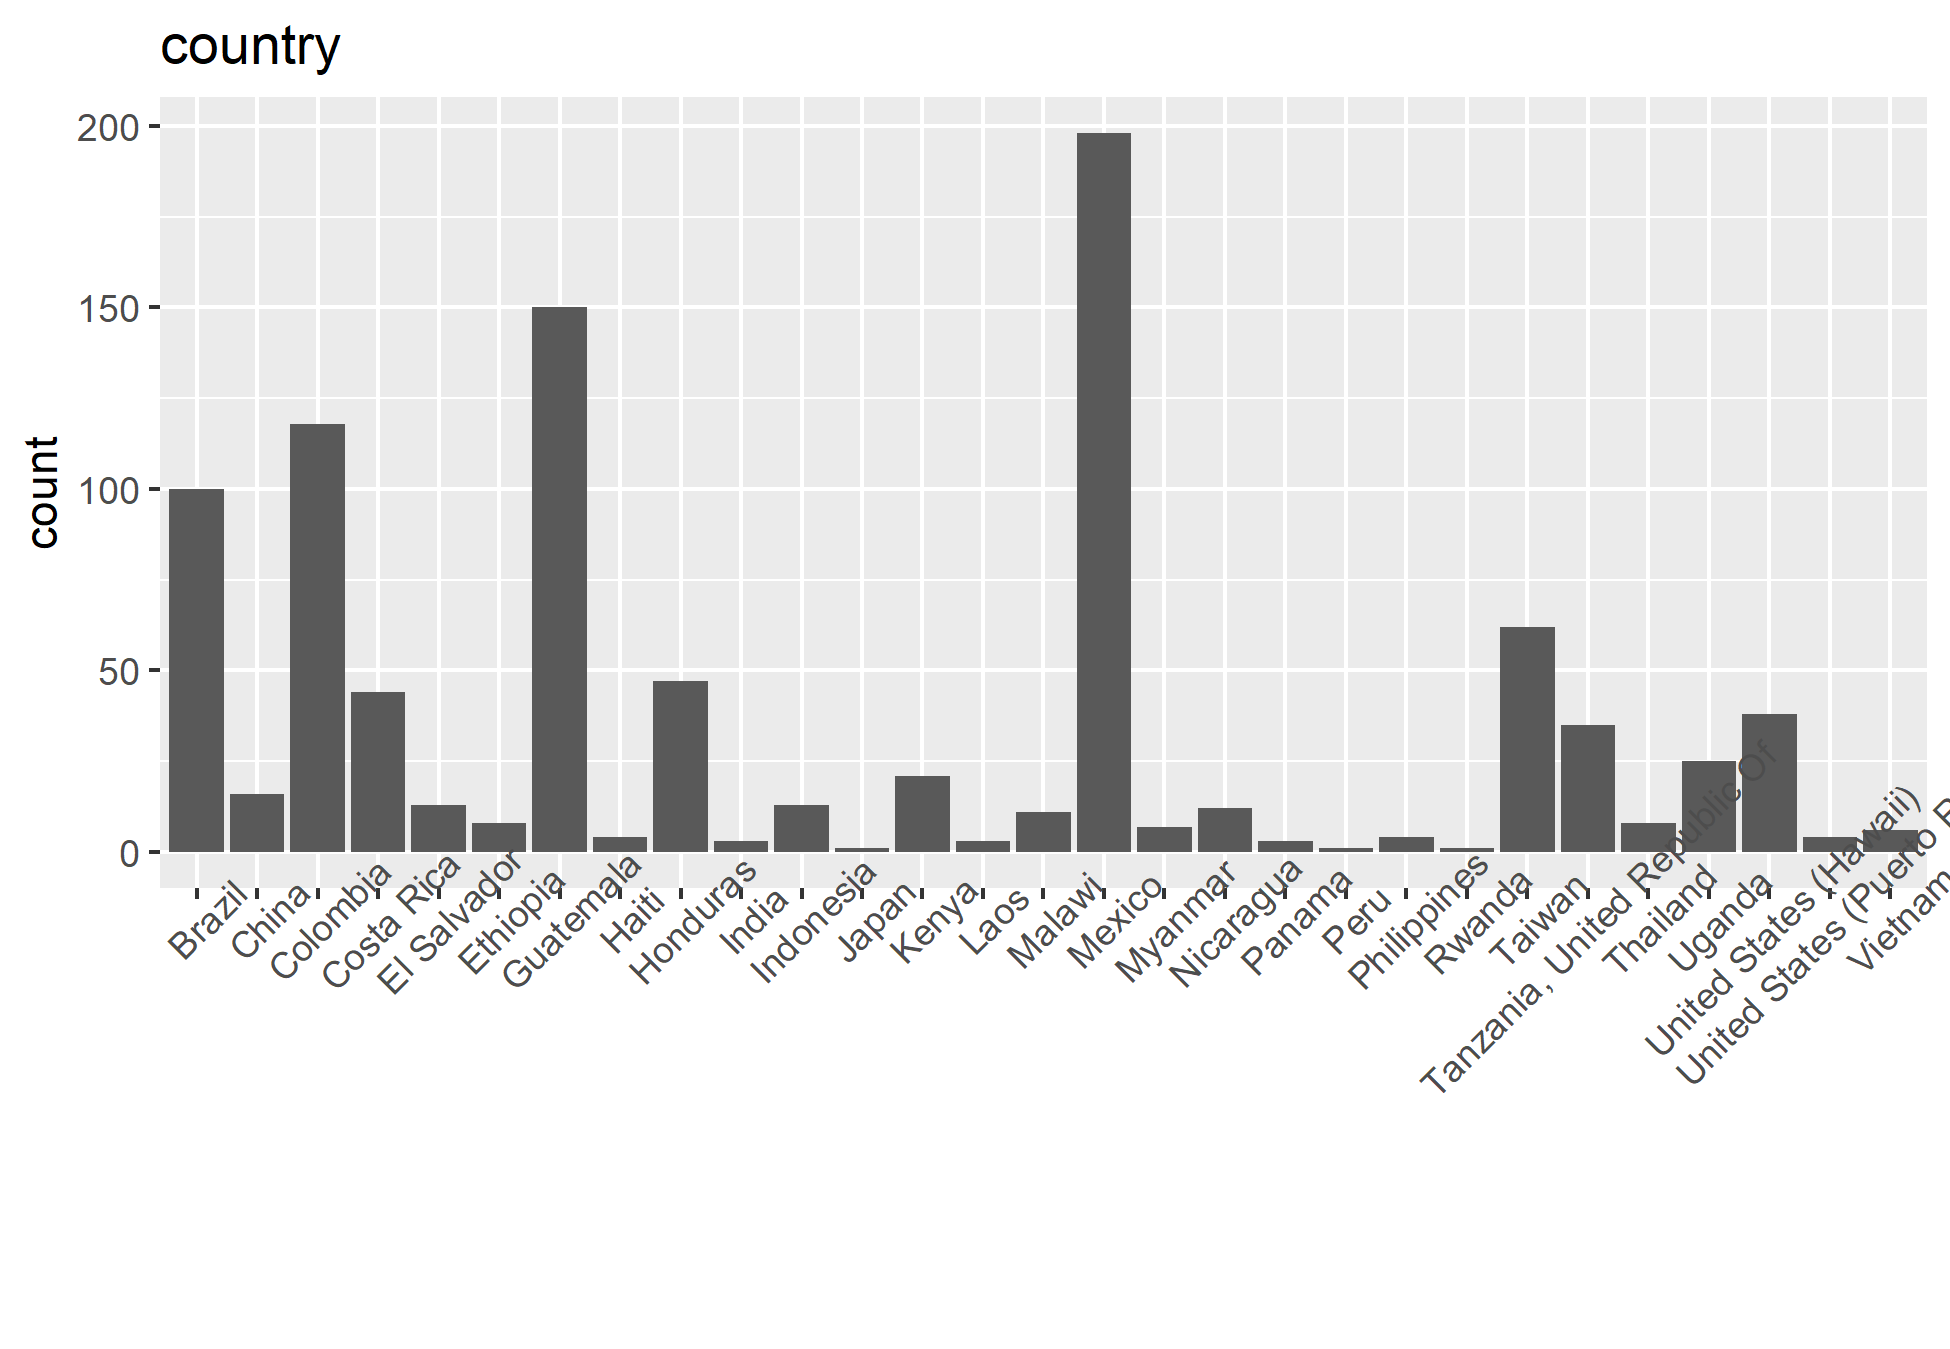 country
count
200
150
100
50
0
Brazil
China
Colombia
Costa Rica
El Salvador
Ethiopia
Guatemala
Haiti
Honduras
India
Indonesia
Japan
Kenya
Laos
Malawi
Mexico
Myanmar
Nicaragua
Panama
Peru
Philippines
Rwanda
Taiwan
Tanzania, United Republic Of
Thailand
Uganda
United States (Hawaii)
United States (Puerto
Vietnam